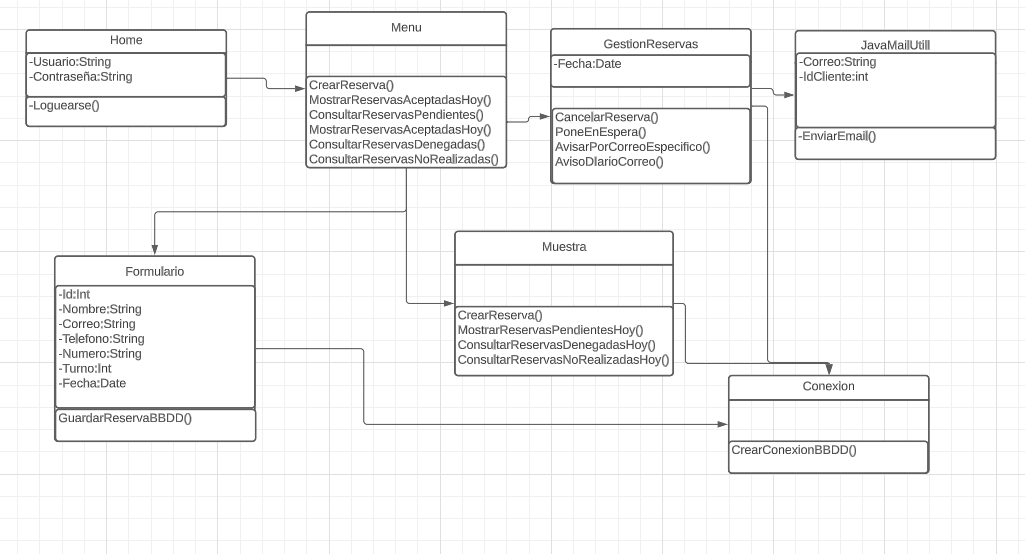 Home
-Usuario:String
-Contraseña:String
-Loguearse()
Menu
CrearReserva()
MostrarReservasAceptadasHoy()
ConsultarReservasPendientes()
MostrarReservasAceptadasHoy()
ConsultarReservasDenegadas()
ConsultarReservasNoRealizadas()
GestionReservas
-Fecha:Date
CancelarReserva()
PoneEnEspera()
AvisarPorCorreoEspecifico()
AvisoDIarioCorreo()
JavaMailUtill
-Correo:String
-IdCliente:int
-EnviarEmail()
Formulario
-Id:Int
-Nombre:String
-Correo:String
-Telefono:String
-Numero:String
-Turno:Int
-Fecha:Date
GuardarReservaBBDD()
Muestra
CrearReserva()
MostrarReservasPendientesHoy()
ConsultarReservasDenegadasHoy()
ConsultarReservasNoRealizadasHoy()
Conexion
CrearConexionBBDD()